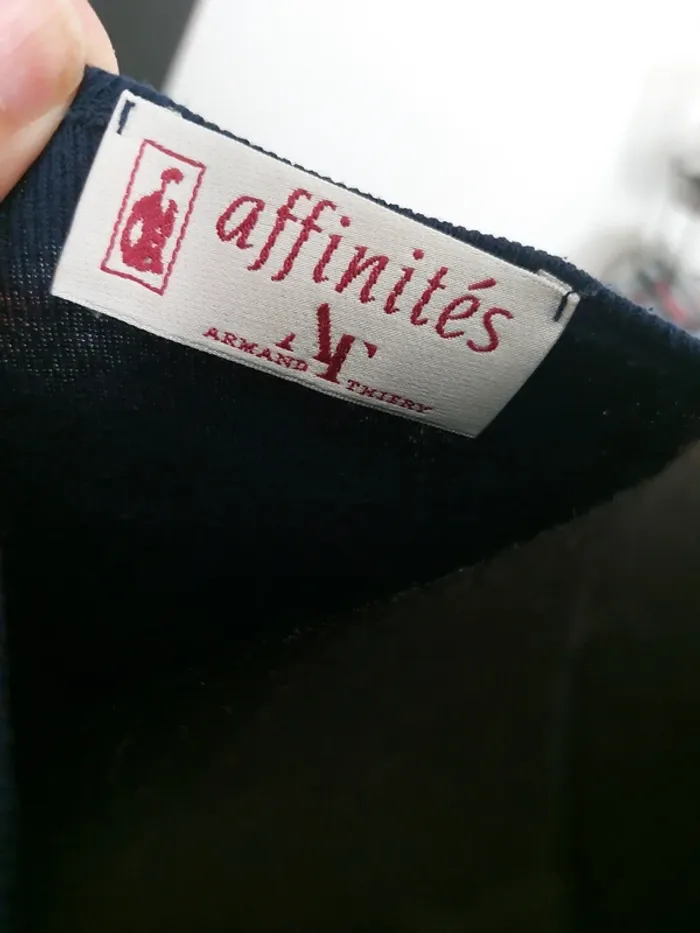 affinités
AT
ARMAND THIERY